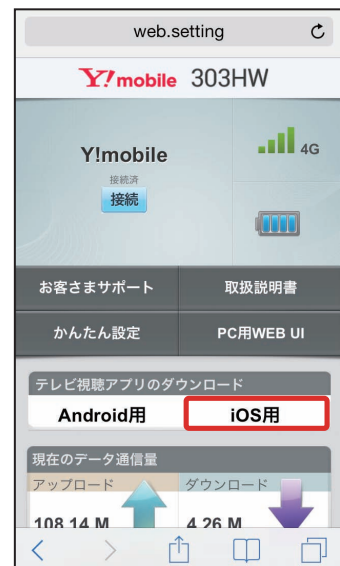 web.setting
Y!mobile 303HW
Y!mobile
4G
接続済
接続
お客さまサポート 取扱説明書
かんたん設定 PC用WEB UI
テレビ視聴アプリのダウンロード
Android用 iOS用
現在のデータ通信量
アップロード ダウンロード
108.14 M 4.26 M